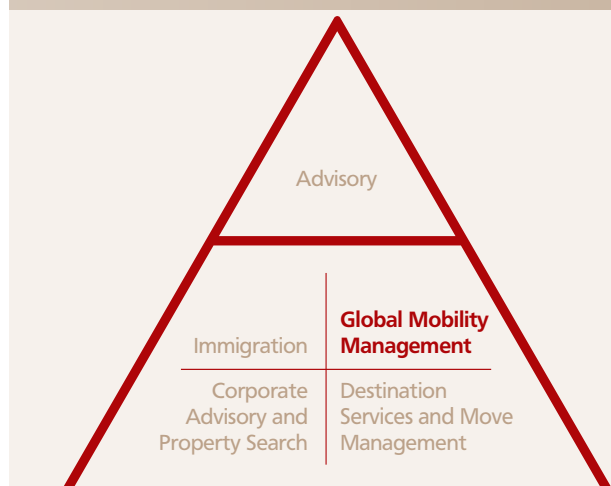 Advisory
Immigration
Global Mobility
Management
Corporate
Advisory and
Property Search
Destination
Services and Move
Management